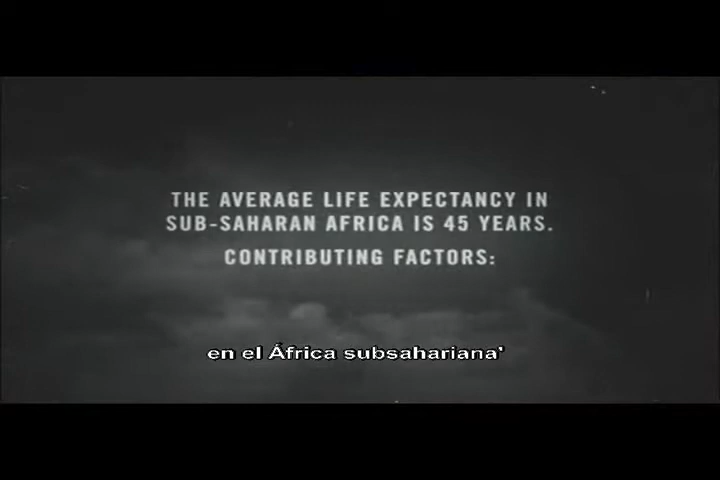 THE AVERAGE LIFE EXPECTANCY IN
SUB-SAHARAN AFRICA IS 45 YEARS.
CONTRIBUTING FACTORS:
en el África subsahariana'